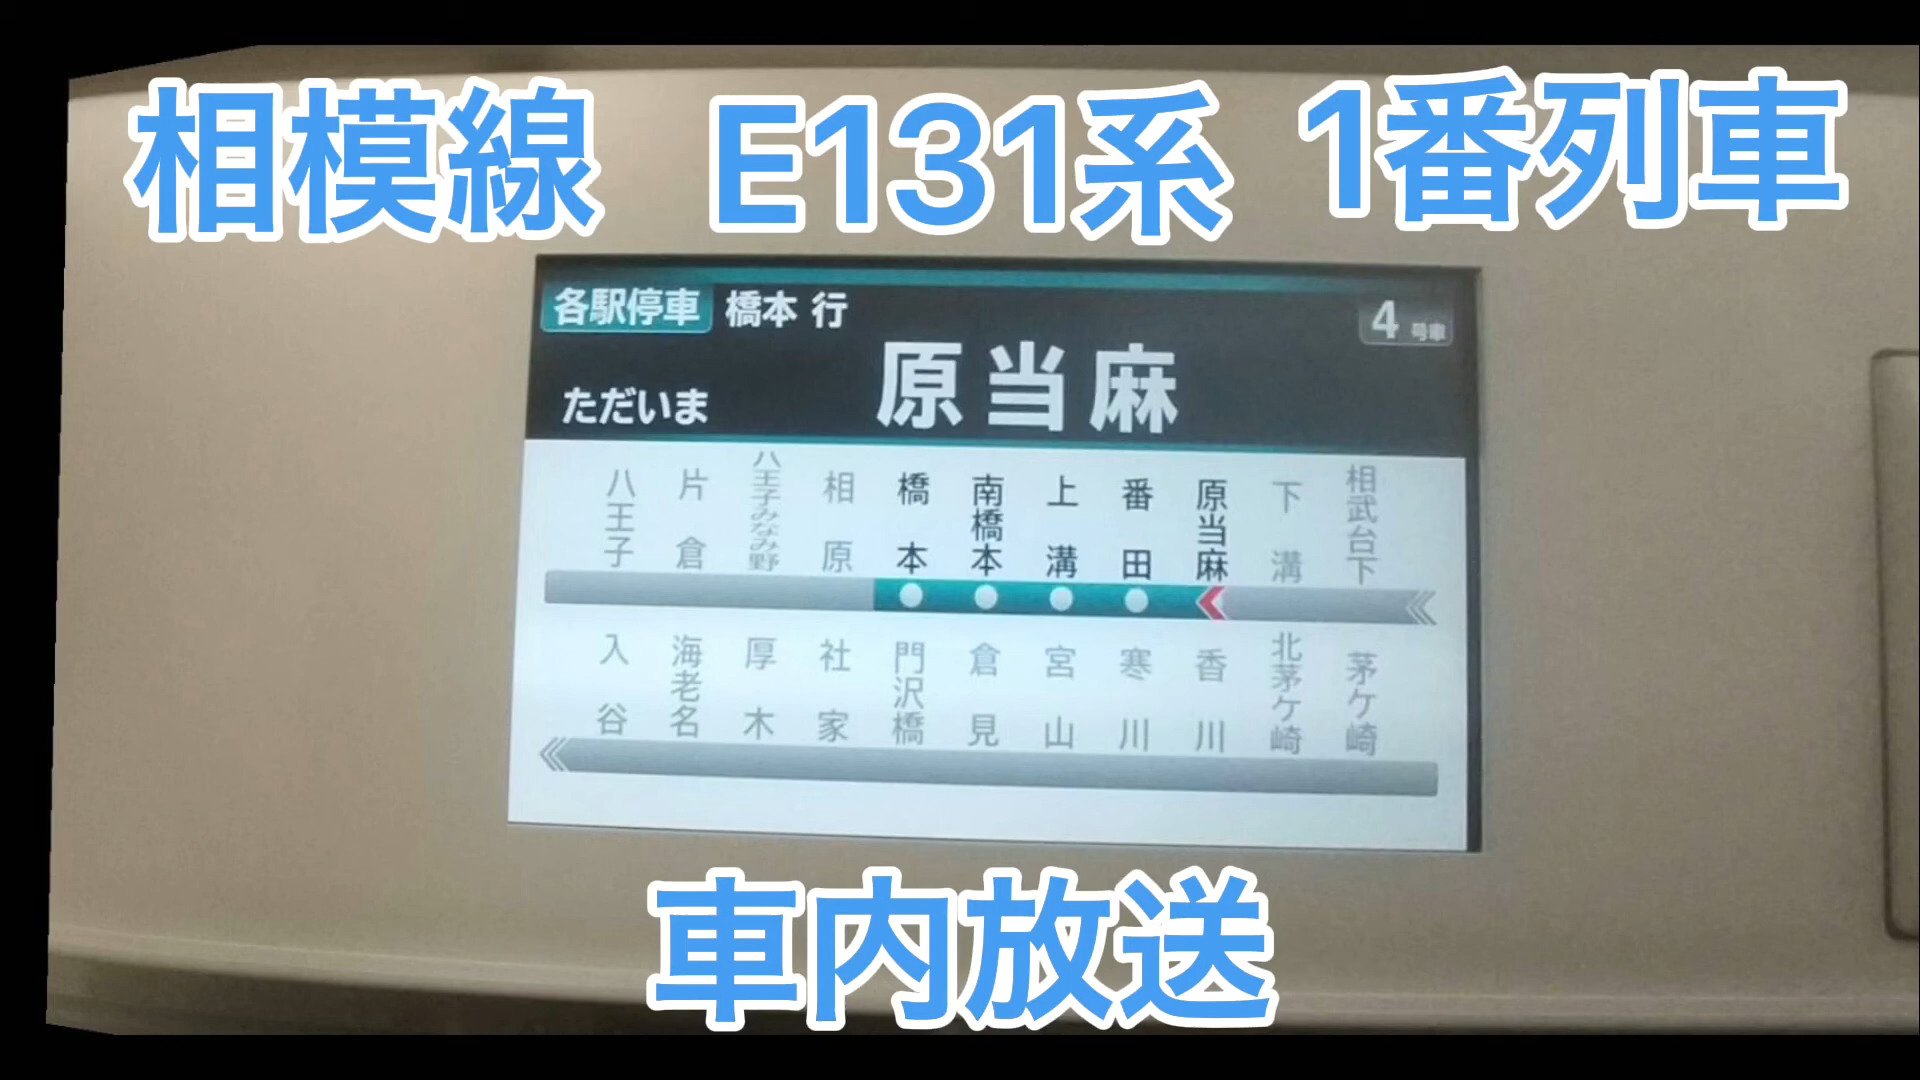 相模線 E131系 1番列車
各駅停車 橋本 行
4号車
ただいま 原当麻
八王子 片倉 八王子みなみ野 相原 橋本 南橋本 上溝 番田 原当麻 下溝 相武台下
入谷 海老名 厚木 社家 門沢橋 倉見 宮山 寒川 香川 北茅ケ崎 茅ケ崎
車内放送